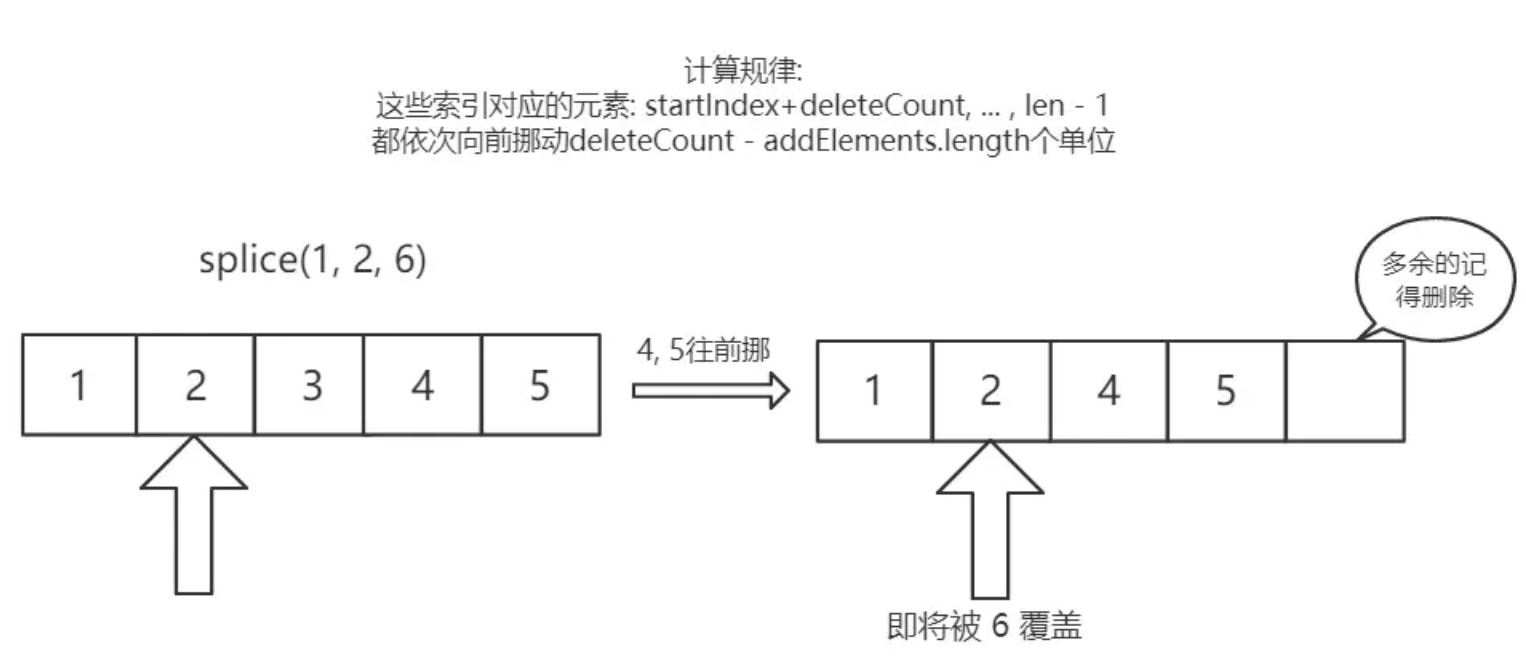 计算规律:
这些索引对应的元素: startIndex+deleteCount, ... , len - 1
都依次向前挪动deleteCount - addElements.length个单位
splice(1, 2, 6)
多余的记
得删除
1 2 3 4 5
4, 5往前挪
1 2 4 5
即将被 6 覆盖